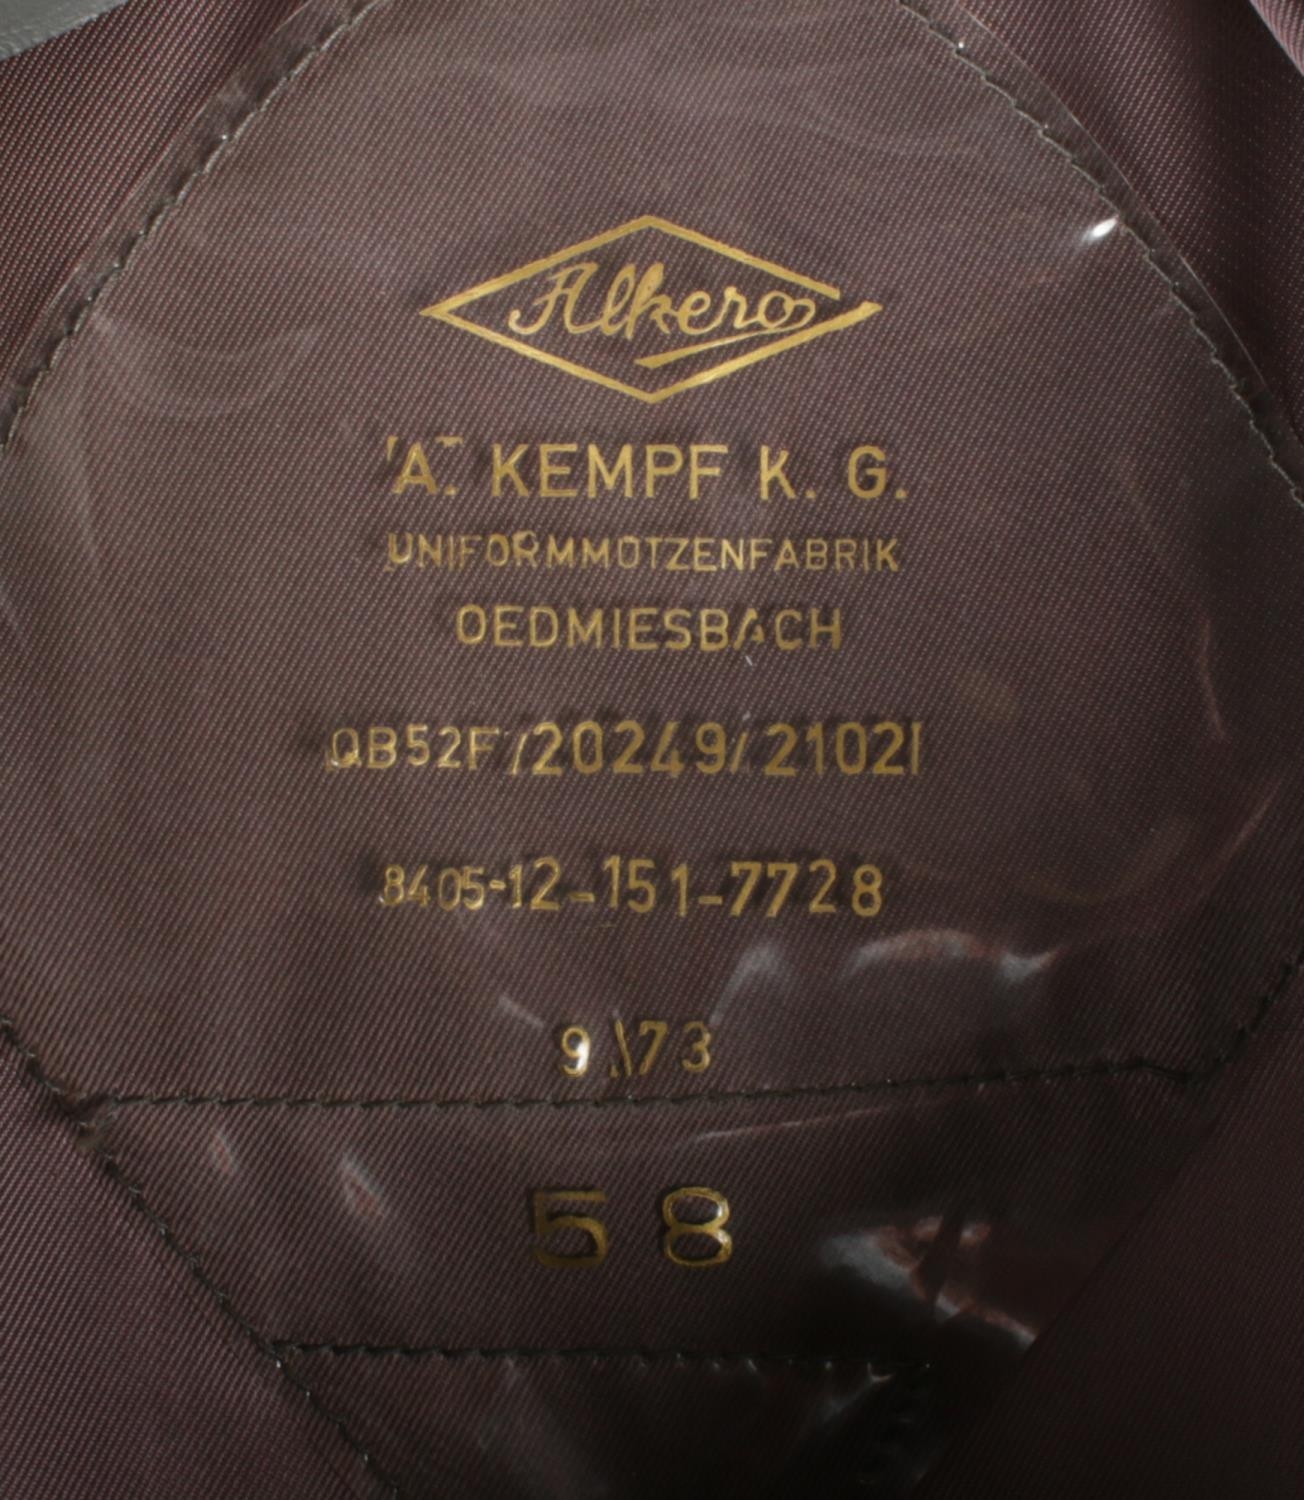 Alkero
A. KEMPF K. G.
UNIFORMMÜTZENFABRIK
OEDMIESBACH
QB52F/20249/21021
8405-12-151-7728
9/73
58